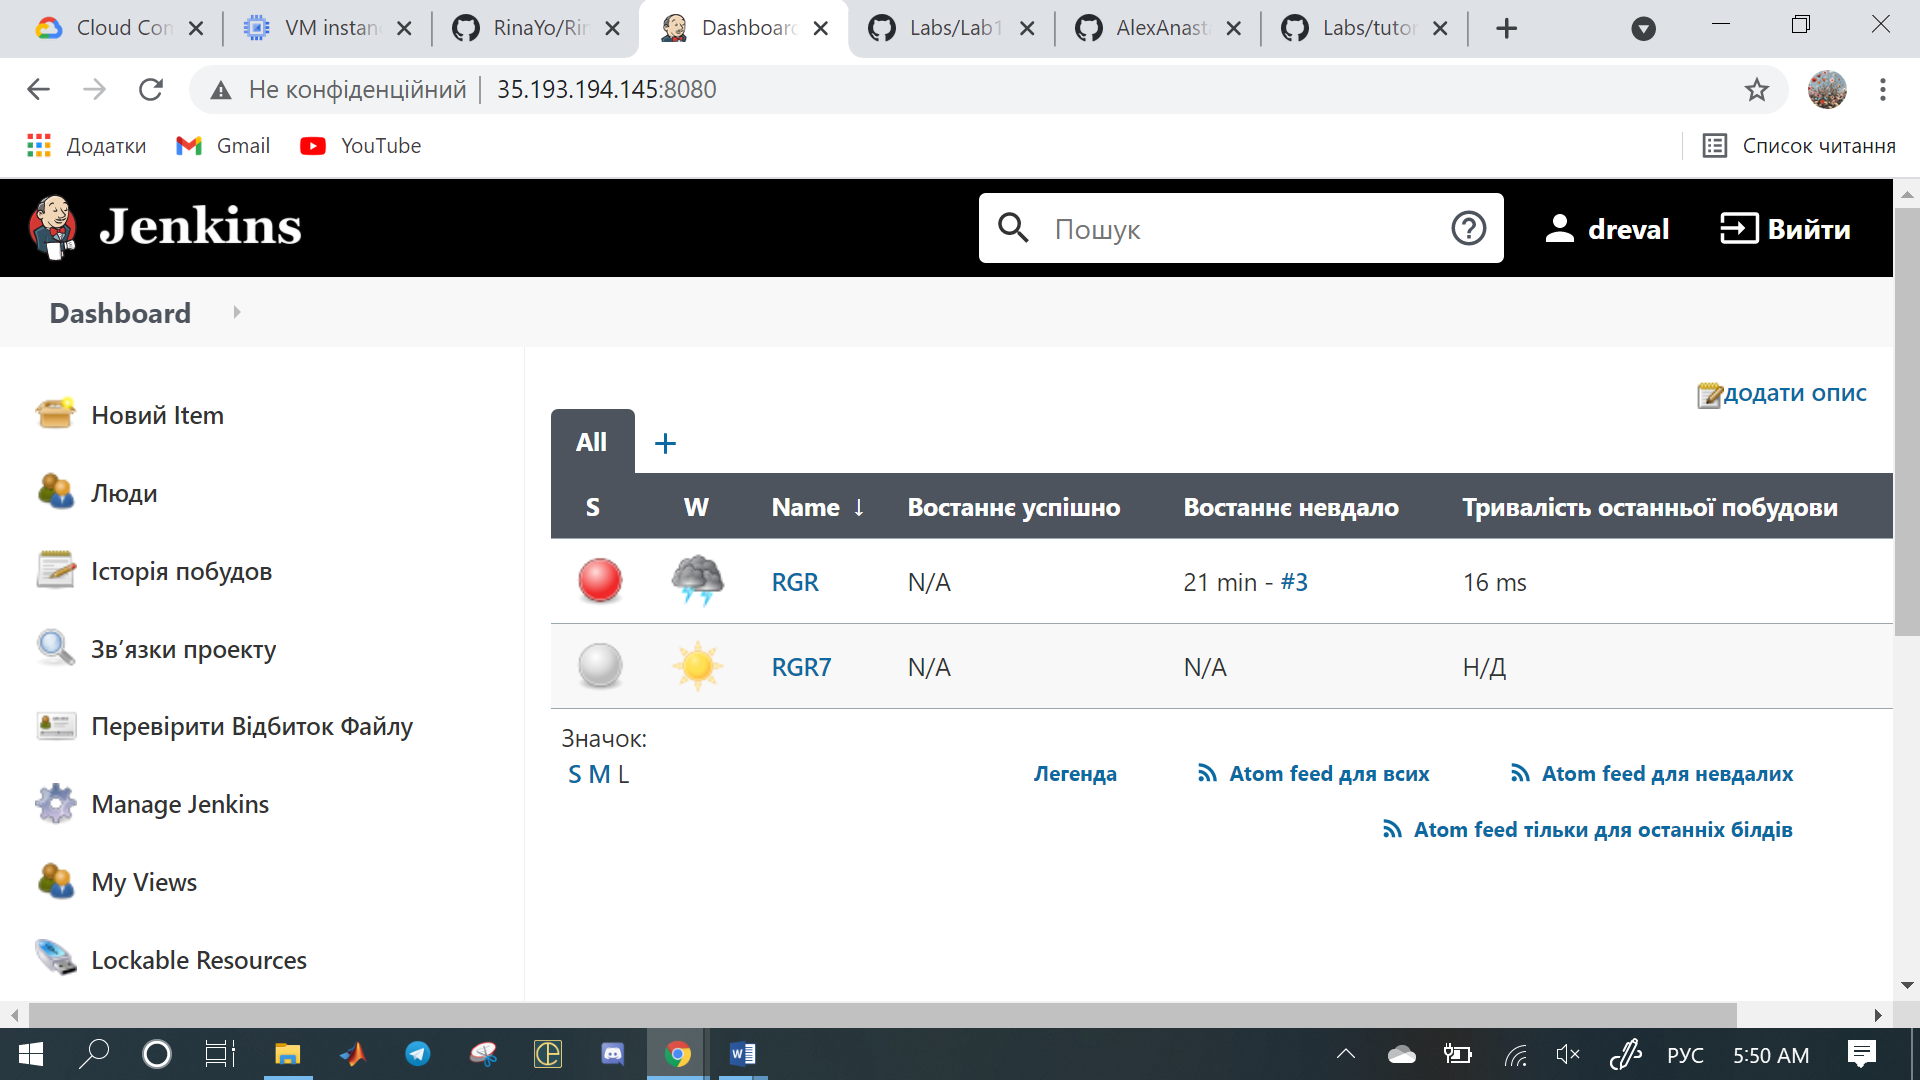 Cloud Con VM instan RinaYo/Rin Dashboard Labs/Lab1 AlexAnasta Labs/tutor
Не конфіденційний 35.193.194.145:8080
Додатки Gmail YouTube Список читання
Jenkins Пошук dreval Вийти
Dashboard
додати опис
Новий Item
Люди
Історія побудов
Зв’язки проекту
Перевірити Відбиток Файлу
Manage Jenkins
My Views
Lockable Resources
All +
S W Name ↓ Востаннє успішно Востаннє невдало Тривалість останньої побудови
RGR N/A 21 min - #3 16 ms
RGR7 N/A N/A Н/Д
Значок:
S M L
Легенда Atom feed для всих Atom feed для невдалих
Atom feed тільки для останніх білдів
РУС 5:50 AM